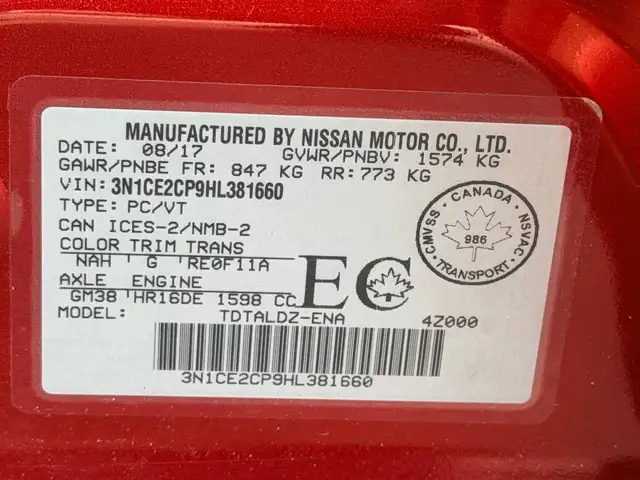 MANUFACTURED BY NISSAN MOTOR CO., LTD.
DATE: 08/17 GVWR/PNBV: 1574 KG
GAWR/PNBE FR: 847 KG RR: 773 KG
VIN: 3N1CE2CP9HL381660
TYPE: PC/VT
CAN ICES-2/NMB-2
COLOR TRIM TRANS
NAH ' G ' RE0F11A
AXLE ENGINE
GM38 ' HR16DE 1598 CC
MODEL: TDTALDZ-ENA 4Z000
EC
CANADA
CMVSS NSVAC
986
TRANSPORT
3N1CE2CP9HL381660